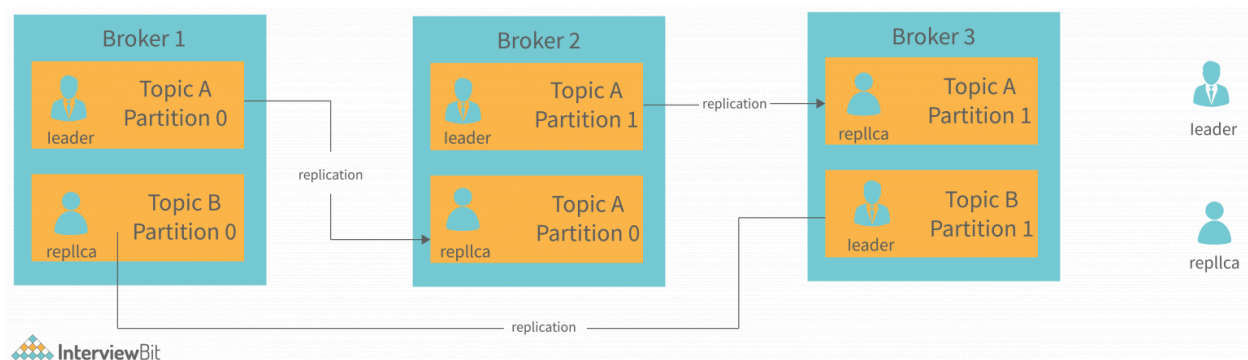 Broker 1
Topic A
Partition 0
leader
Topic B
Partition 0
repllca
replication
Broker 2
Topic A
Partition 1
leader
Topic A
Partition 0
repllca
replication
Broker 3
Topic A
Partition 1
repllca
Topic B
Partition 1
leader
replication
leader
repllca
InterviewBit